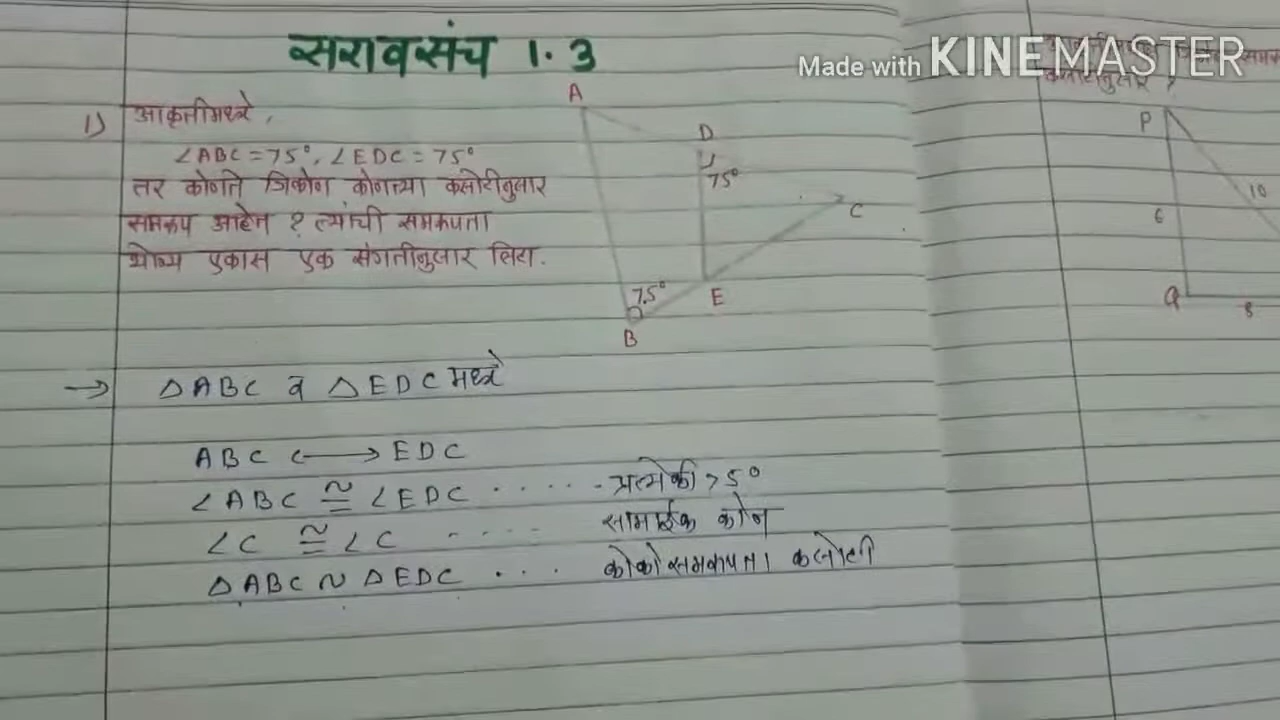 सरावसंच 1.3
Made with KINEMASTER
1) आकृतीमध्ये,
∠ABC = 75°, ∠EDC = 75°
तर कोणते त्रिकोण कोणत्या कसोटीनुसार
समरूप आहेत ? त्यांची समरूपता
योग्य एकास एक संगतीनुसार लिहा.
A
D
75°
C
75°
E
B
P
10
6
Q
8
→ △ABC व △EDC मध्ये
ABC ⟷ EDC
∠ABC ≅ ∠EDC ...... प्रत्येकी 75°
∠C ≅ ∠C .... सामाईक कोन
△ABC ~ △EDC .... कोको समरूपता कसोटी